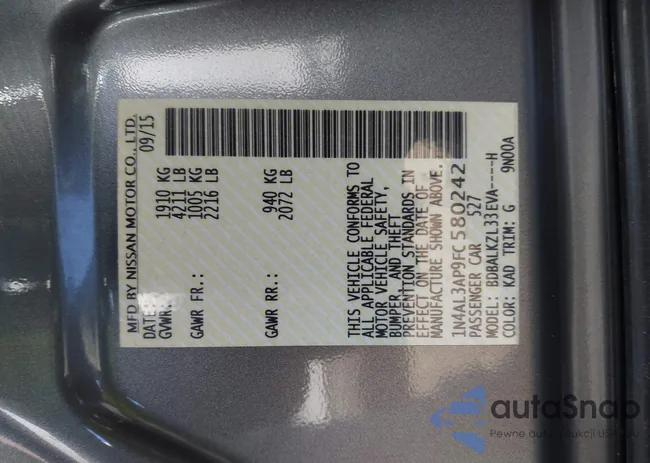 MFD BY NISSAN MOTOR CO., LTD.
DATE: 09/15
GVWR: 1910 KG
4211 LB
GAWR FR.: 1005 KG
2216 LB
GAWR RR.: 940 KG
2072 LB
THIS VEHICLE CONFORMS TO
ALL APPLICABLE FEDERAL
MOTOR VEHICLE SAFETY,
BUMPER, AND THEFT
PREVENTION STANDARDS IN
EFFECT ON THE DATE OF
MANUFACTURE SHOWN ABOVE.
1N4AL3AP9FC580242
PASSENGER CAR 527
MODEL: BDBALKZL33EVA----H
COLOR: KAD TRIM: G 9N00A
autoSnap
Pewne auta